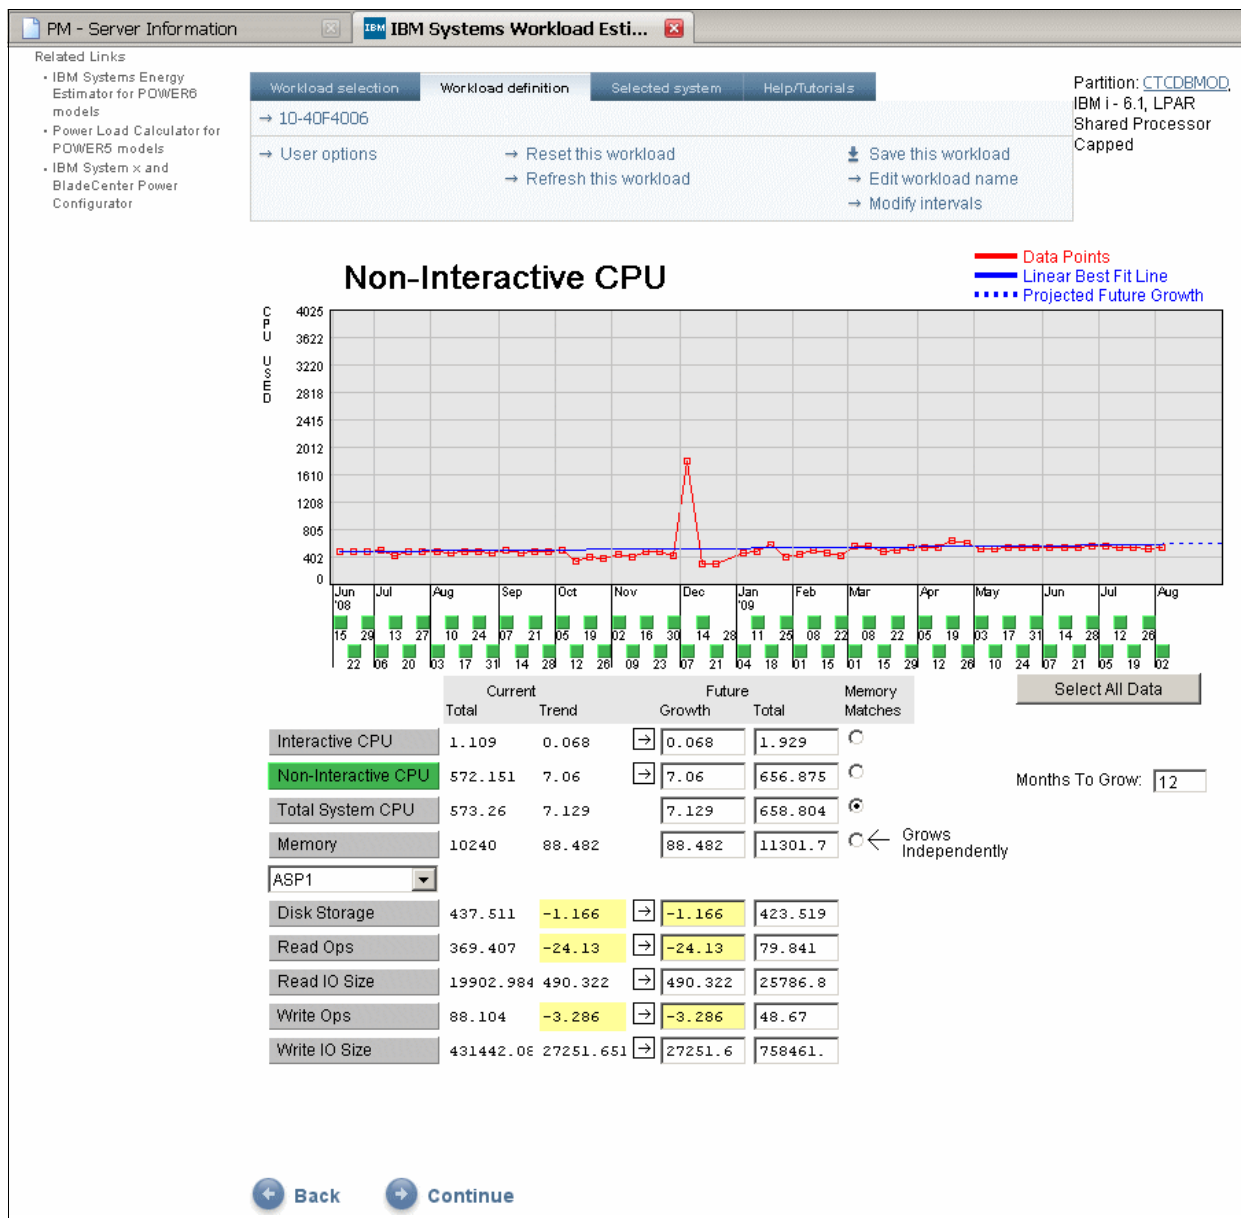 PM - Server Information
IBM IBM Systems Workload Esti...
Related Links
• IBM Systems Energy
Estimator for POWER6
models
• Power Load Calculator for
POWER5 models
• IBM System x and
BladeCenter Power
Configurator
Workload selection Workload definition Selected system Help/Tutorials
→ 10-40F4006
→ User options → Reset this workload Save this workload
→ Refresh this workload → Edit workload name
→ Modify intervals
Partition: CTCDBMOD,
IBM i - 6.1, LPAR
Shared Processor
Capped
Non-Interactive CPU
Data Points
Linear Best Fit Line
Projected Future Growth
CPU USED
4025
3622
3220
2818
2415
2012
1610
1208
805
402
0
Jun Jul Aug Sep Oct Nov Dec Jan Feb Mar Apr May Jun Jul Aug
'08 '09
15 29 13 27 10 24 07 21 05 19 02 16 30 14 28 11 25 08 22 08 22 05 19 03 17 31 14 28 12 26
22 06 20 03 17 31 14 28 12 26 09 23 07 21 04 18 01 15 01 15 29 12 26 10 24 07 21 05 19 02
Current Future Memory
Total Trend Growth Total Matches
Select All Data
Interactive CPU 1.109 0.068 → 0.068 1.929
Non-Interactive CPU 572.151 7.06 → 7.06 656.875
Months To Grow: 12
Total System CPU 573.26 7.129 7.129 658.804
Memory 10240 88.482 88.482 11301.7
← Grows
Independently
ASP1
Disk Storage 437.511 -1.166 → -1.166 423.519
Read Ops 369.407 -24.13 → -24.13 79.841
Read IO Size 19902.984 490.322 → 490.322 25786.8
Write Ops 88.104 -3.286 → -3.286 48.67
Write IO Size 431442.08 27251.651 → 27251.6 758461.
Back Continue